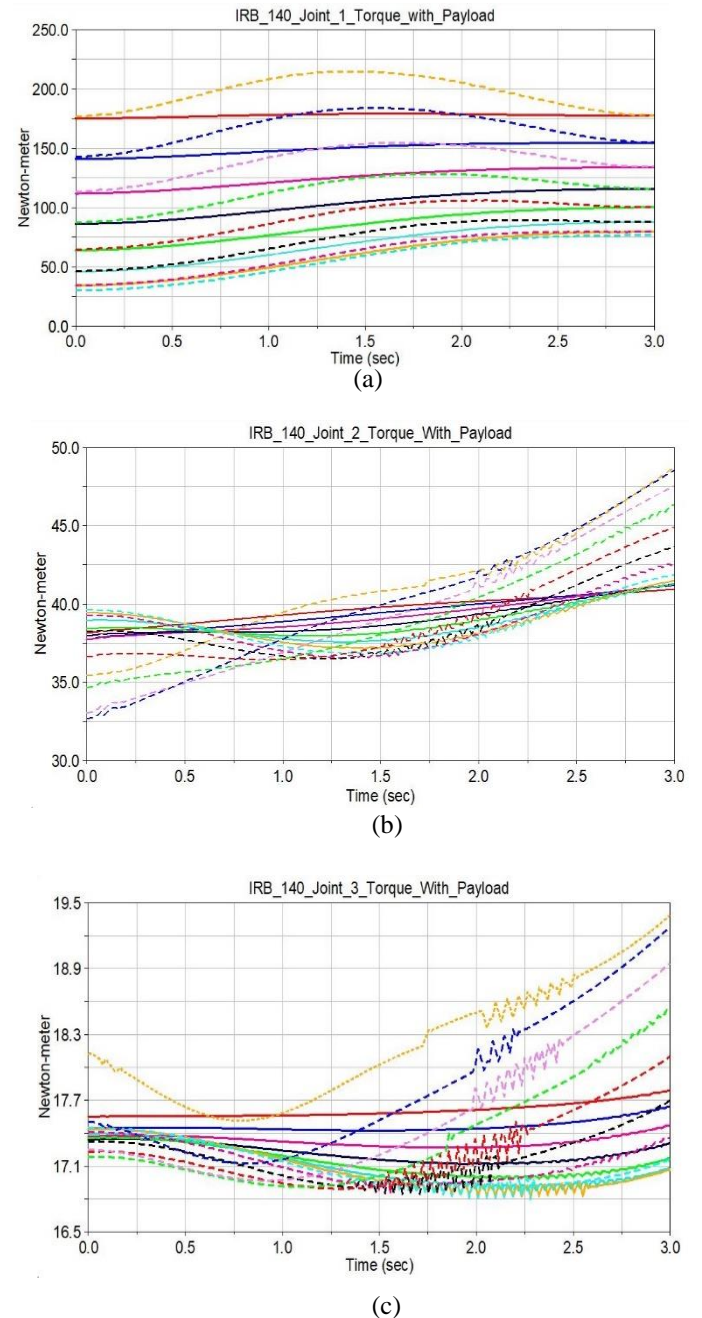 IRB_140_Joint_1_Torque_with_Payload
250.0
200.0
150.0
100.0
50.0
0.0
Newton-meter
0.0 0.5 1.0 1.5 2.0 2.5 3.0
Time (sec)
(a)
IRB_140_Joint_2_Torque_With_Payload
50.0
45.0
40.0
35.0
30.0
Newton-meter
0.0 0.5 1.0 1.5 2.0 2.5 3.0
Time (sec)
(b)
IRB_140_Joint_3_Torque_With_Payload
19.5
18.9
18.3
17.7
17.1
16.5
Newton-meter
0.0 0.5 1.0 1.5 2.0 2.5 3.0
Time (sec)
(c)